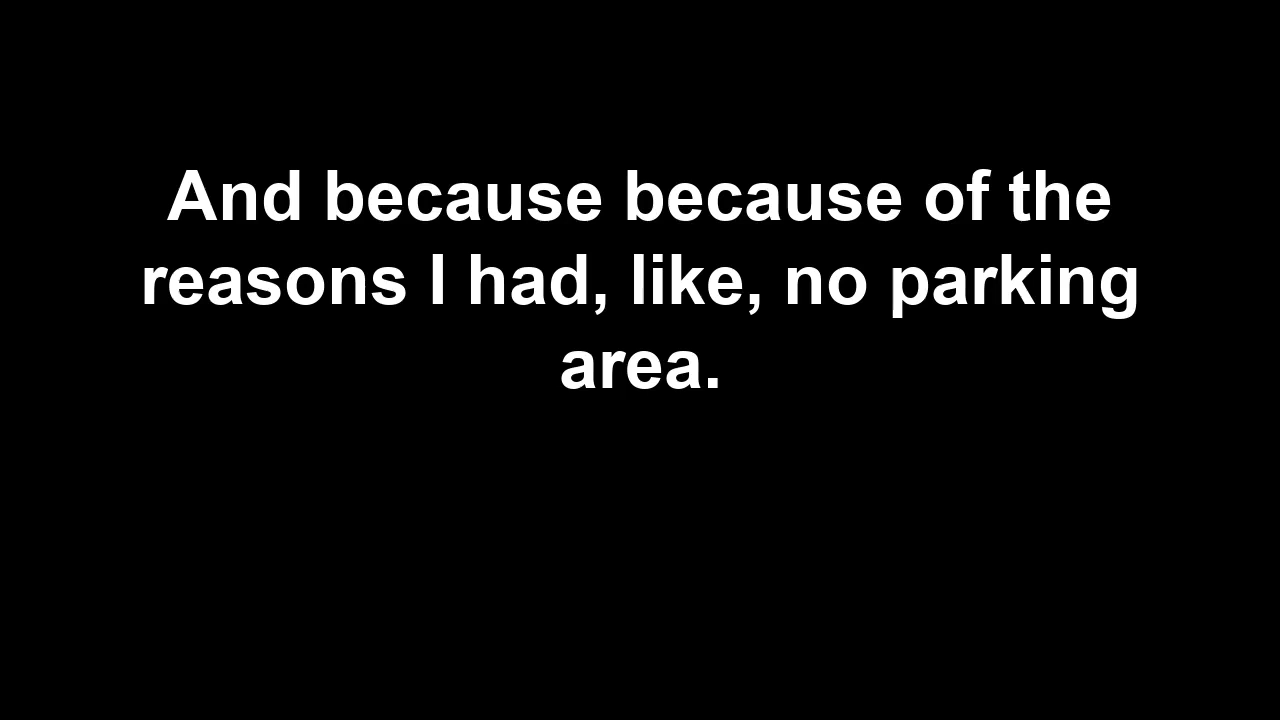 And because because of the
reasons I had, like, no parking
area.